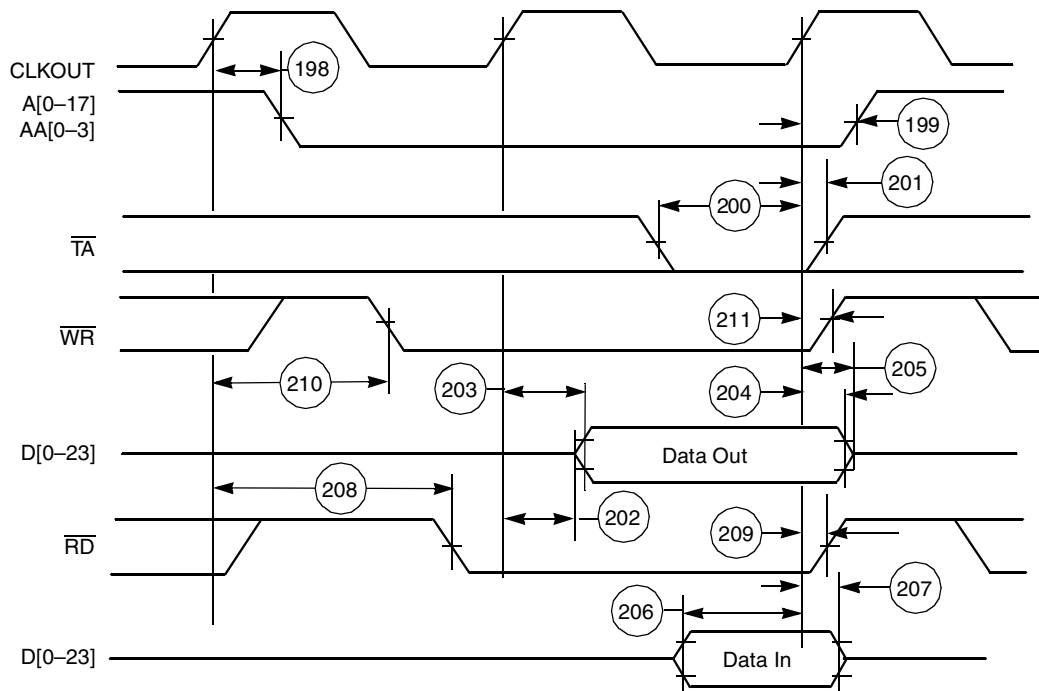 CLKOUT
198
A[0–17]
AA[0–3]
199
201
200
TA
211
WR
205
210
203
204
D[0–23]
Data Out
208
202
209
RD
207
206
D[0–23]
Data In